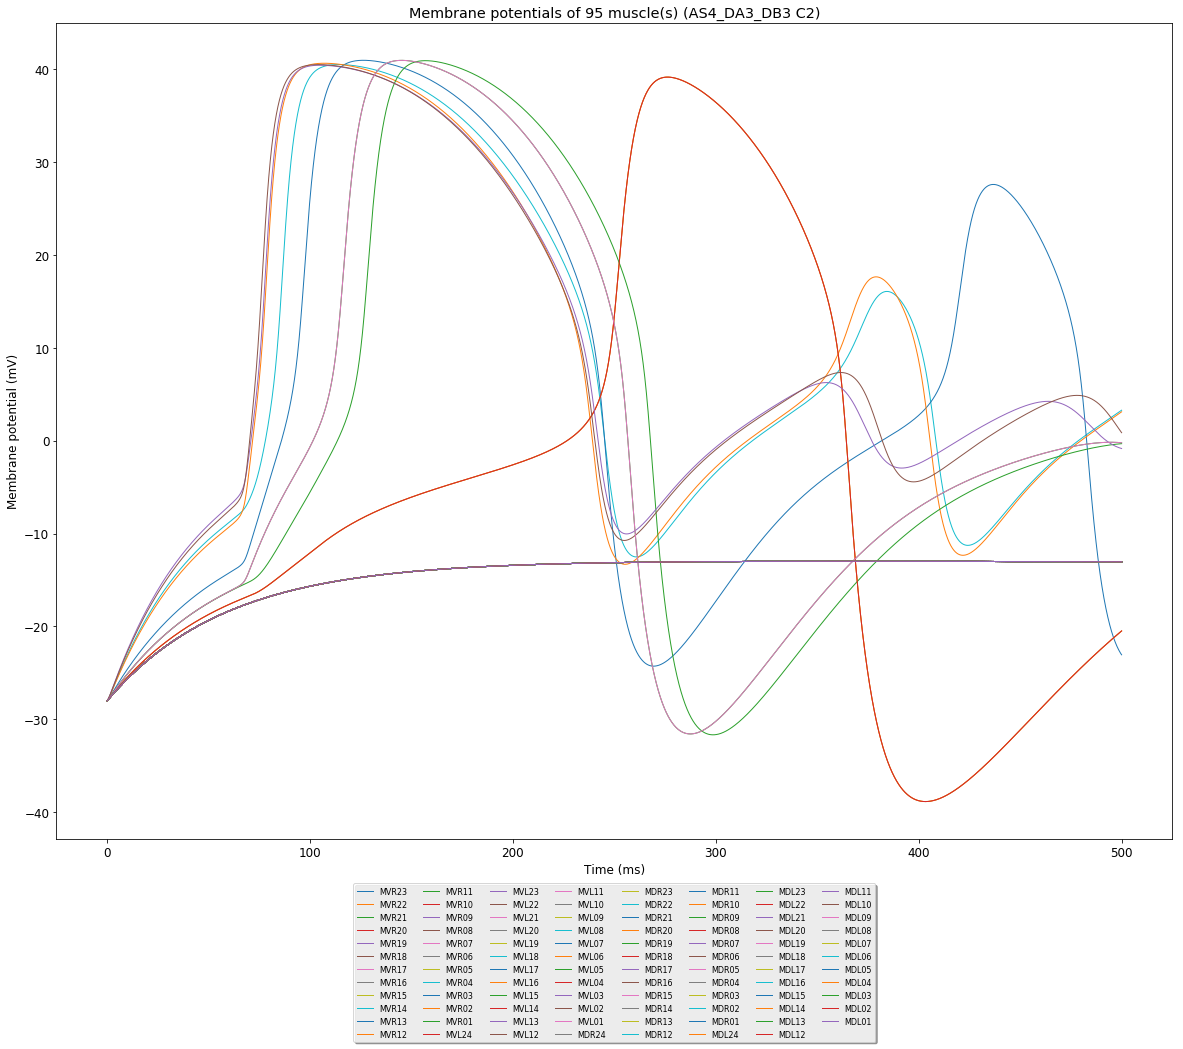 Membrane potentials of 95 muscle(s) (AS4_DA3_DB3 C2)
Membrane potential (mV)
40
30
20
10
0
−10
−20
−30
−40
0 100 200 300 400 500
Time (ms)
MVR23 MVR11 MVL23 MVL11 MDR23 MDR11 MDL23 MDL11
MVR22 MVR10 MVL22 MVL10 MDR22 MDR10 MDL22 MDL10
MVR21 MVR09 MVL21 MVL09 MDR21 MDR09 MDL21 MDL09
MVR20 MVR08 MVL20 MVL08 MDR20 MDR08 MDL20 MDL08
MVR19 MVR07 MVL19 MVL07 MDR19 MDR07 MDL19 MDL07
MVR18 MVR06 MVL18 MVL06 MDR18 MDR06 MDL18 MDL06
MVR17 MVR05 MVL17 MVL05 MDR17 MDR05 MDL17 MDL05
MVR16 MVR04 MVL16 MVL04 MDR16 MDR04 MDL16 MDL04
MVR15 MVR03 MVL15 MVL03 MDR15 MDR03 MDL15 MDL03
MVR14 MVR02 MVL14 MVL02 MDR14 MDR02 MDL14 MDL02
MVR13 MVR01 MVL13 MVL01 MDR13 MDR01 MDL13 MDL01
MVR12 MVL24 MVL12 MDR24 MDR12 MDL24 MDL12